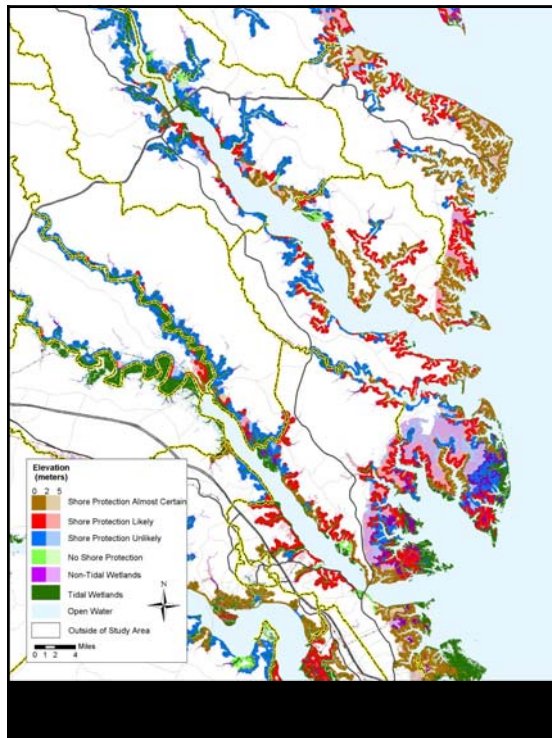 Elevation
(meters)
0 2 5
Shore Protection Almost Certain
Shore Protection Likely
Shore Protection Unlikely
No Shore Protection
Non-Tidal Wetlands
Tidal Wetlands
Open Water
Outside of Study Area
N
Miles
0 1 2 4